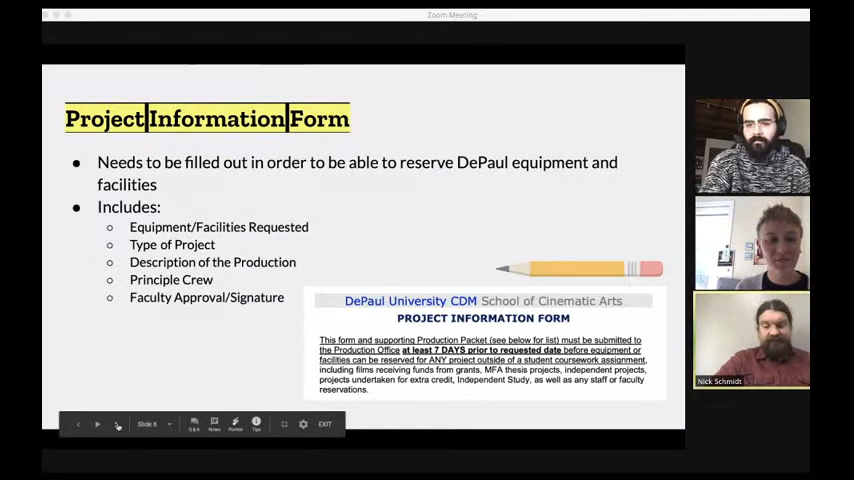 Zoom Meeting
Project Information Form
Needs to be filled out in order to be able to reserve DePaul equipment and
facilities
Includes:
Equipment/Facilities Requested
Type of Project
Description of the Production
Principle Crew
Faculty Approval/Signature
DePaul University CDM School of Cinematic Arts
PROJECT INFORMATION FORM
This form and supporting Production Packet (see below for list) must be submitted
to the Production Office at least 7 DAYS prior to requested date before equipment or
facilities can be reserved for ANY project outside of a student coursework assignment,
including films receiving funds from grants, MFA thesis projects, independent projects,
projects undertaken for extra credit, Independent Study, as well as any staff or faculty
reservations.
Nick Schmidt
Slide 6
Q&A
Notes
Pointer
Tips
EXIT